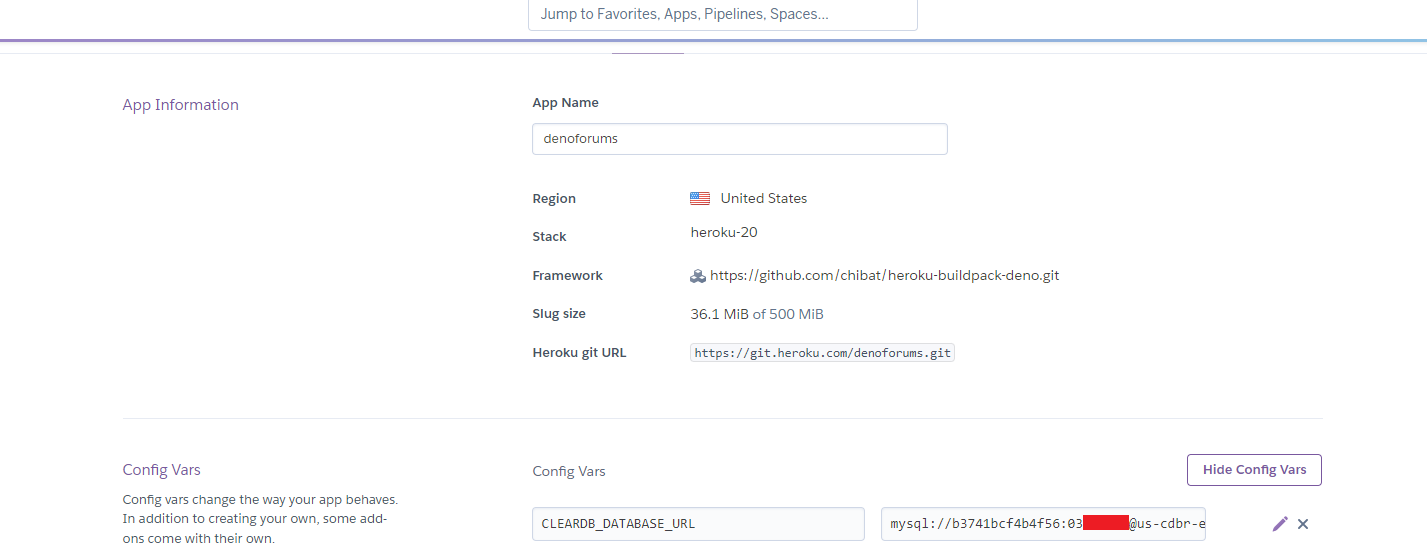 Jump to Favorites, Apps, Pipelines, Spaces...
App Information
App Name
denoforums
Region
United States
Stack
heroku-20
Framework
https://github.com/chibat/heroku-buildpack-deno.git
Slug size
36.1 MiB of 500 MiB
Heroku git URL
https://git.heroku.com/denoforums.git
Config Vars
Config vars change the way your app behaves.
In addition to creating your own, some add-
ons come with their own.
Config Vars
Hide Config Vars
CLEARDB_DATABASE_URL
mysql://b3741bcf4b4f56:03 @us-cdbr-e